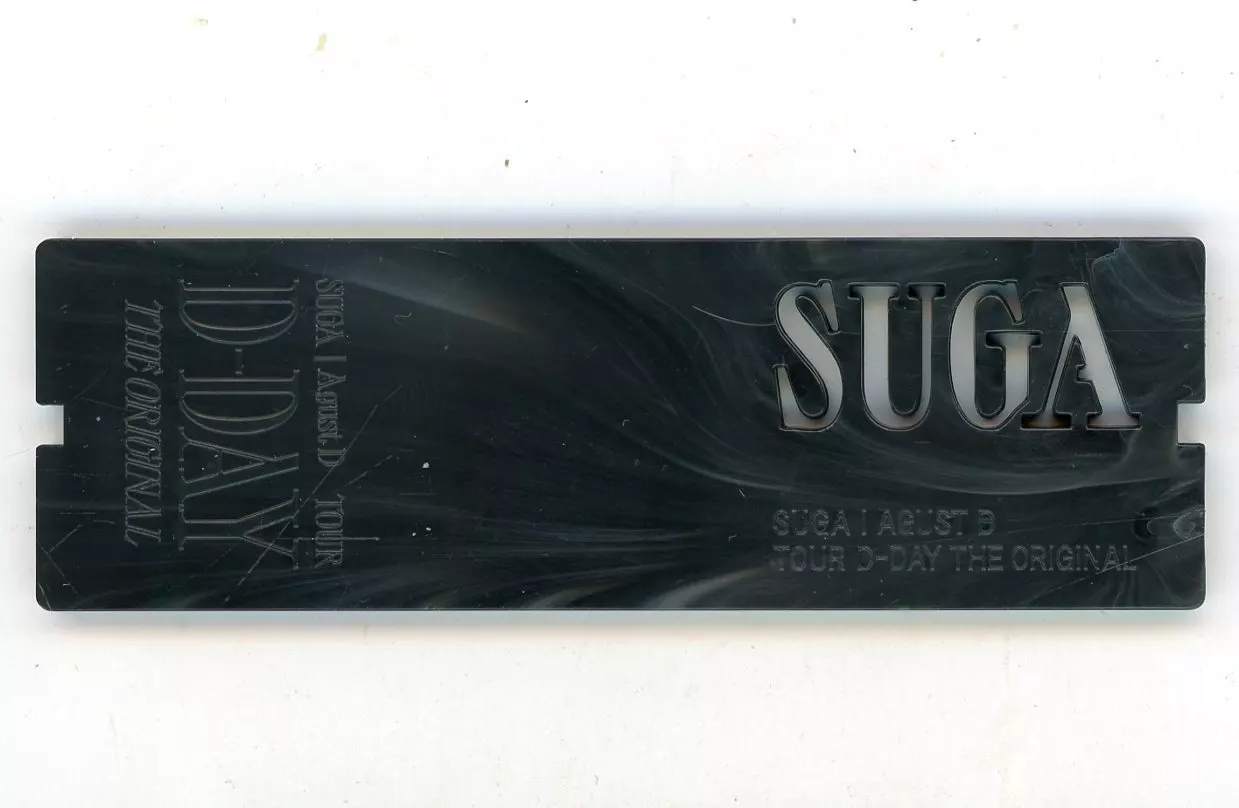 SUGA | AGUST D TOUR
D-DAY
THE ORIGINAL
SUGA
SUGA | AGUST D
TOUR D-DAY THE ORIGINAL